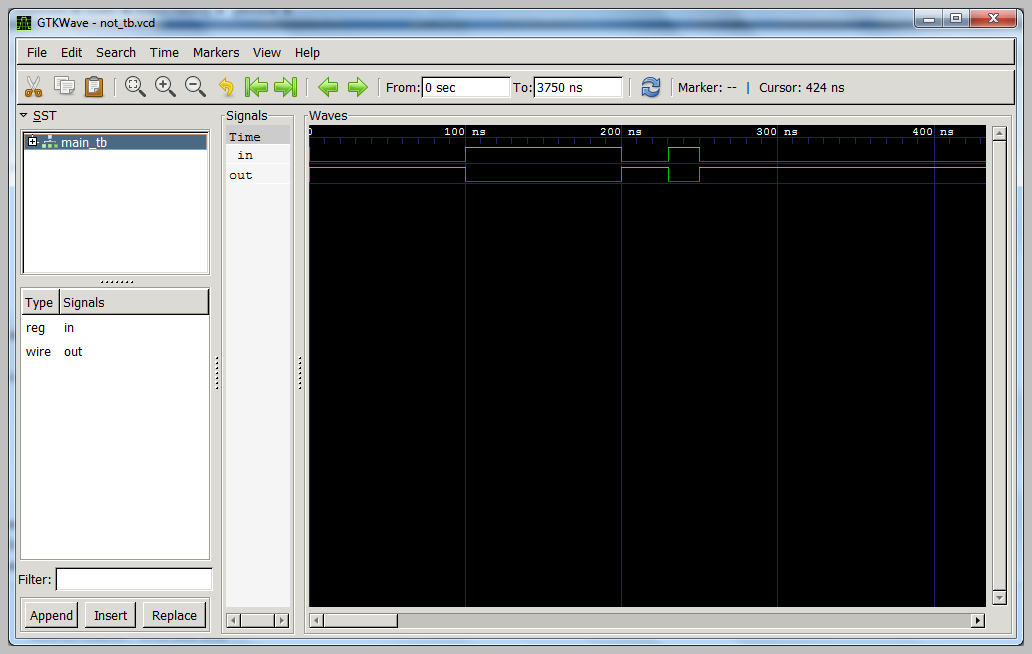 GTKWave - not_tb.vcd
File Edit Search Time Markers View Help
From: 0 sec To: 3750 ns Marker: -- | Cursor: 424 ns
SST
main_tb
Type Signals
reg in
wire out
Filter:
Append Insert Replace
Signals
Time
in
out
Waves
0 100 ns 200 ns 300 ns 400 ns